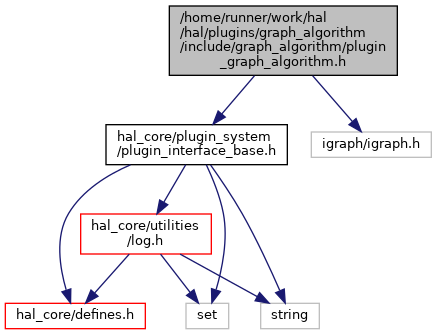 /home/runner/work/hal
/hal/plugins/graph_algorithm
/include/graph_algorithm/plugin
_graph_algorithm.h
hal_core/plugin_system
/plugin_interface_base.h
igraph/igraph.h
hal_core/utilities
/log.h
hal_core/defines.h
set
string